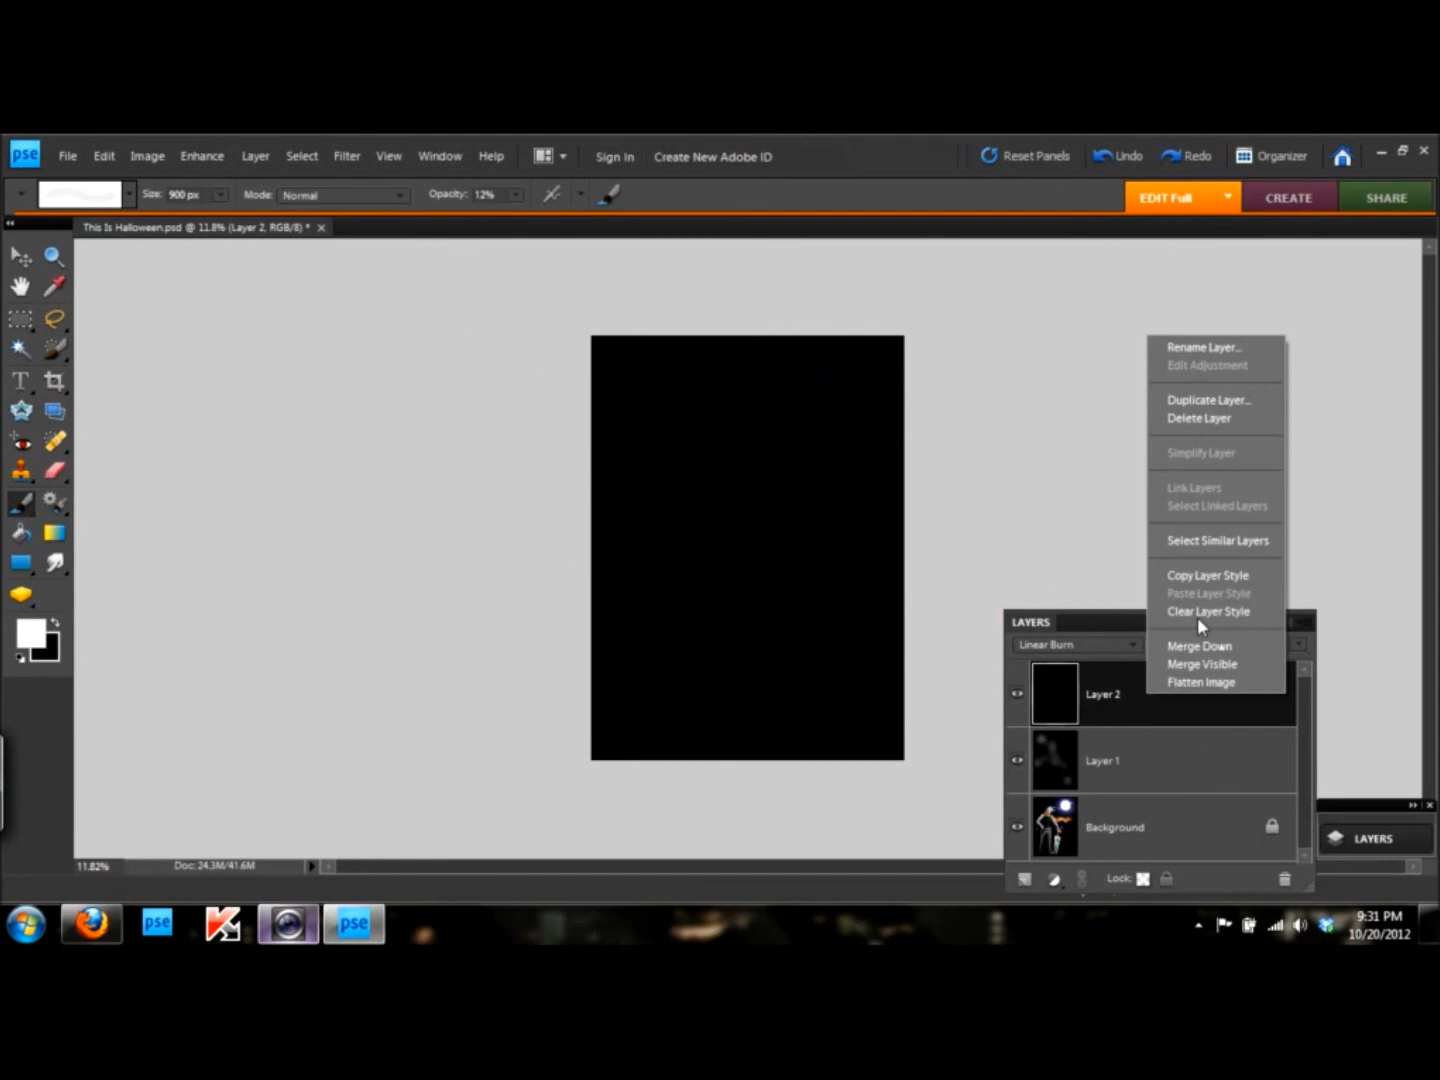 pse File Edit Image Enhance Layer Select Filter View Window Help Sign In Create New Adobe ID Reset Panels Undo Redo Organizer
Size: 900 px Mode: Normal Opacity: 12% EDIT Full CREATE SHARE
This Is Halloween.psd @ 11.8% (Layer 2, RGB/8) *
T
Rename Layer...
Edit Adjustment
Duplicate Layer...
Delete Layer
Simplify Layer
Link Layers
Select Linked Layers
Select Similar Layers
Copy Layer Style
Paste Layer Style
Clear Layer Style
Merge Down
Merge Visible
Flatten Image
LAYERS
Linear Burn
Layer 2
Layer 1
Background
Lock:
LAYERS
11.82% Doc: 24.3M/41.6M
pse pse
9:31 PM
10/20/2012